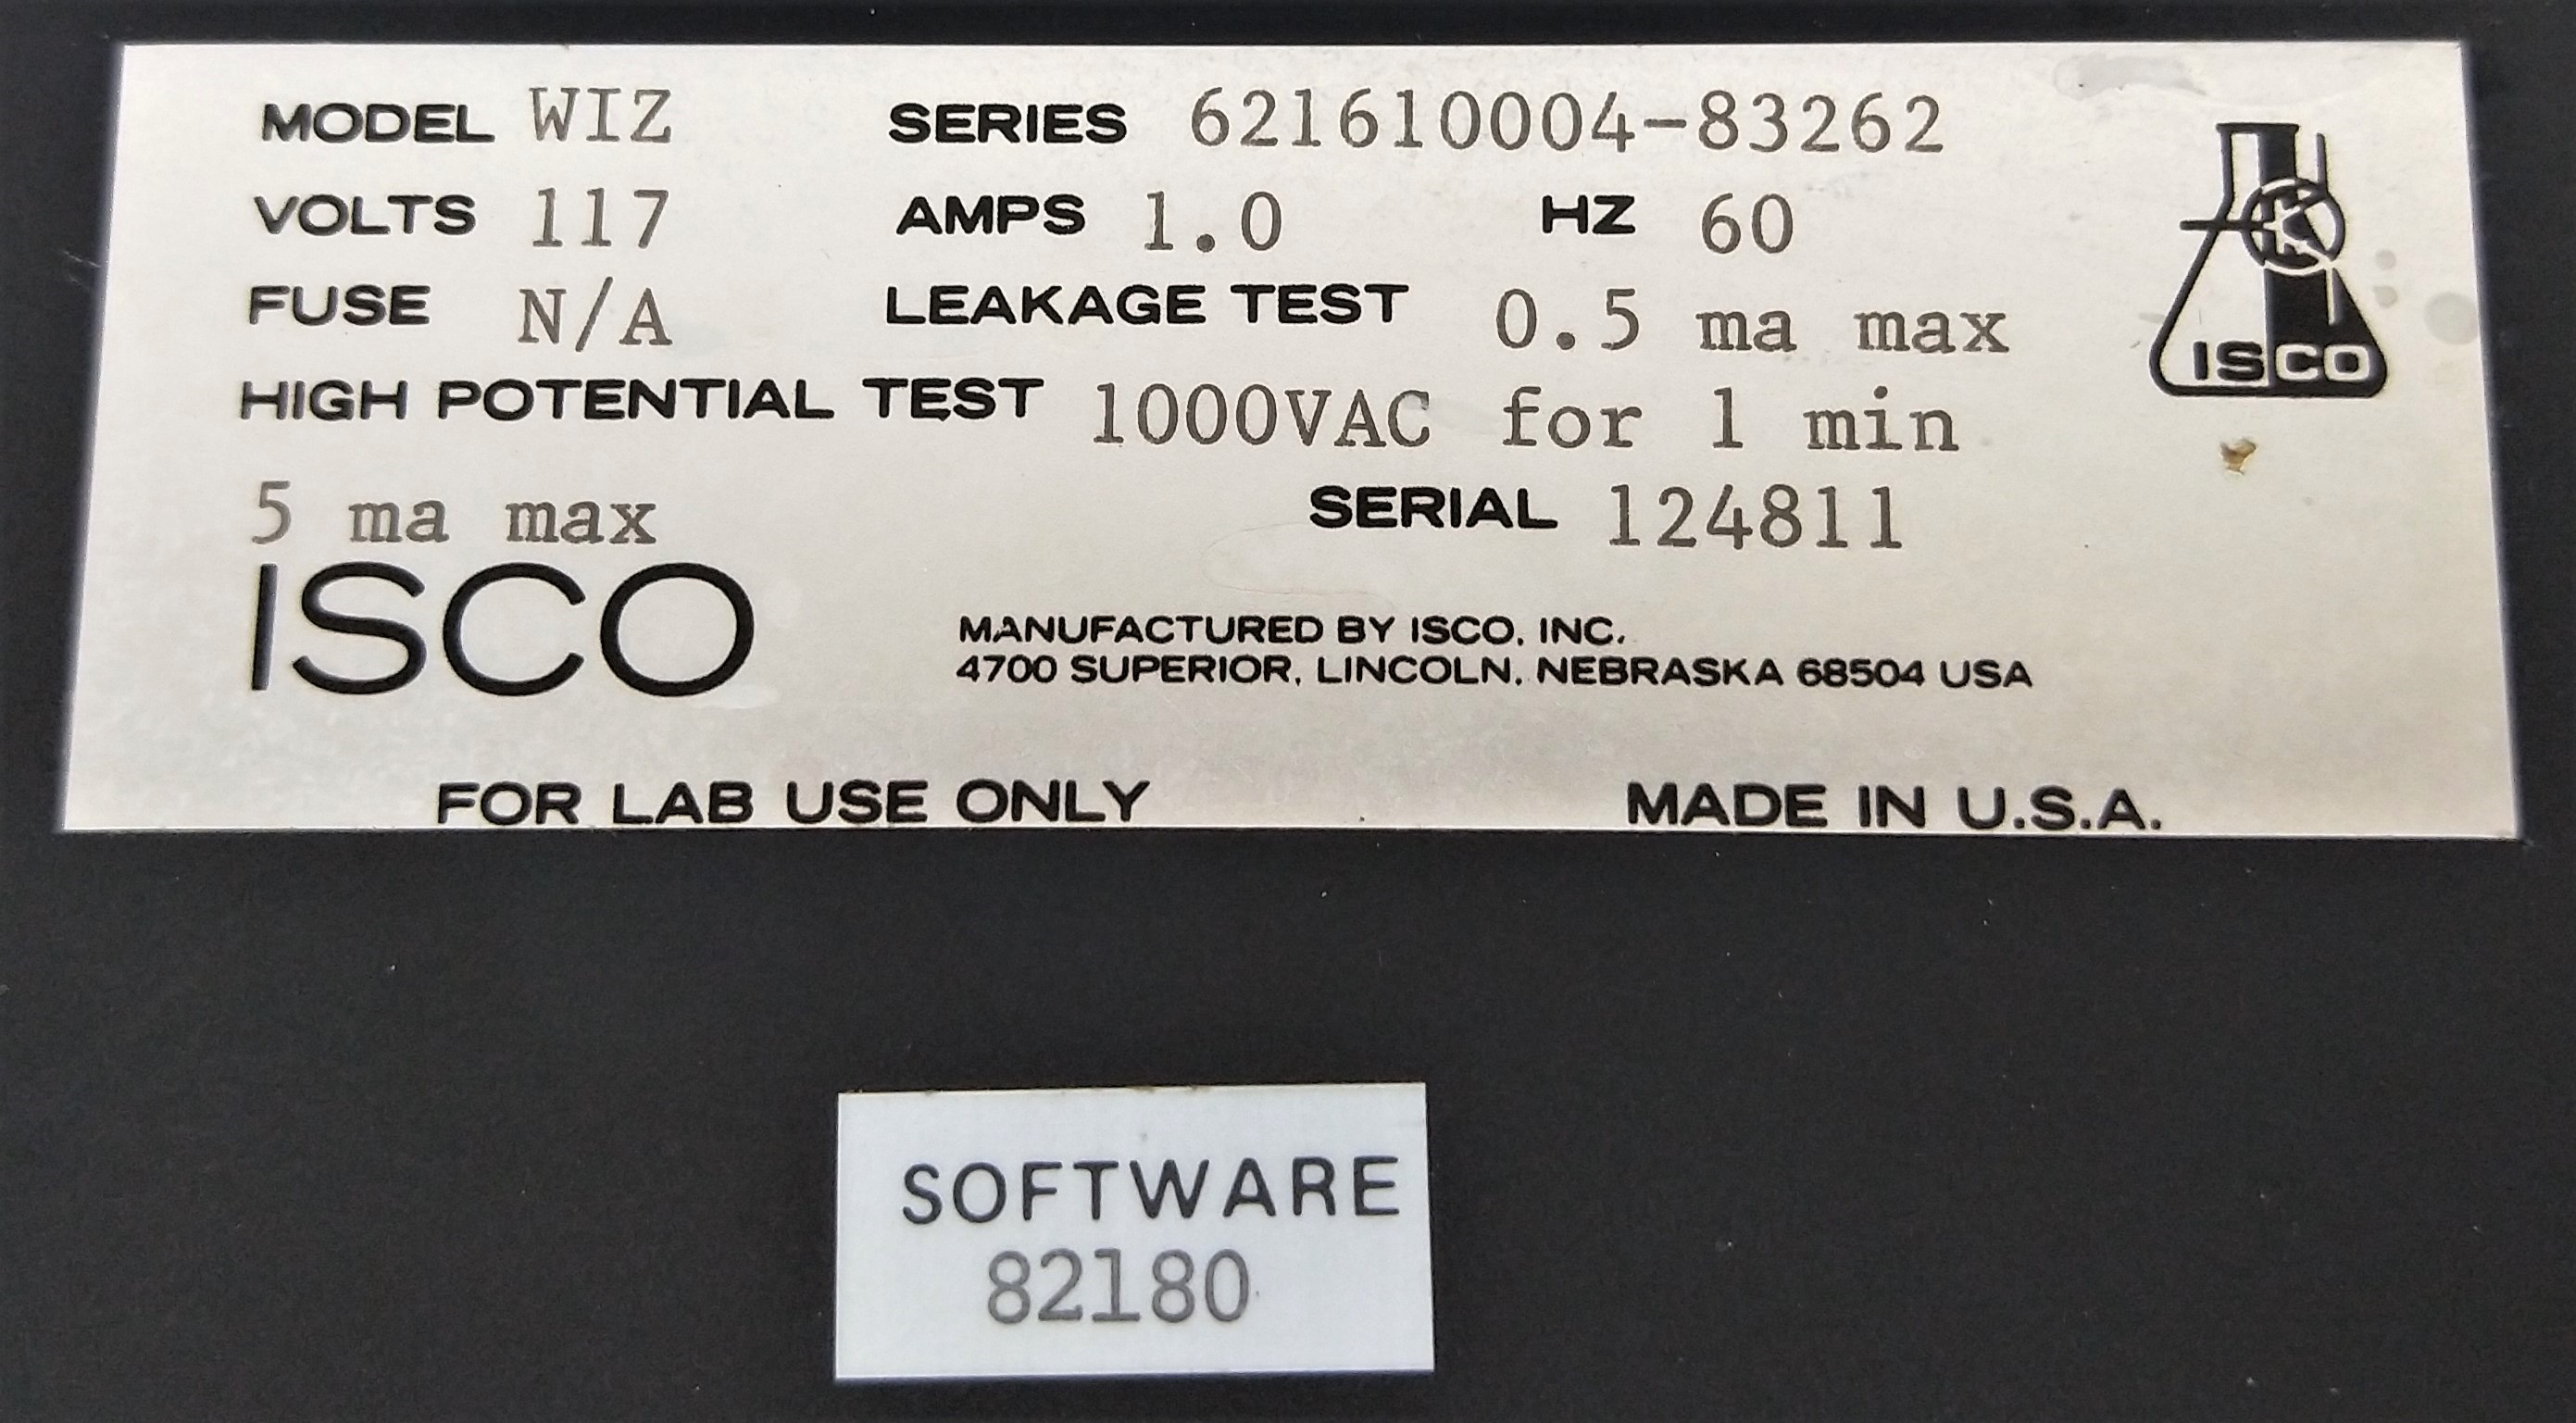 MODEL WIZ SERIES 621610004-83262
VOLTS 117 AMPS 1.0 HZ 60
FUSE N/A LEAKAGE TEST 0.5 ma max
HIGH POTENTIAL TEST 1000VAC for 1 min
5 ma max SERIAL 124811
ISCO
ISCO
MANUFACTURED BY ISCO, INC.
4700 SUPERIOR, LINCOLN, NEBRASKA 68504 USA
FOR LAB USE ONLY MADE IN U.S.A.
SOFTWARE
82180